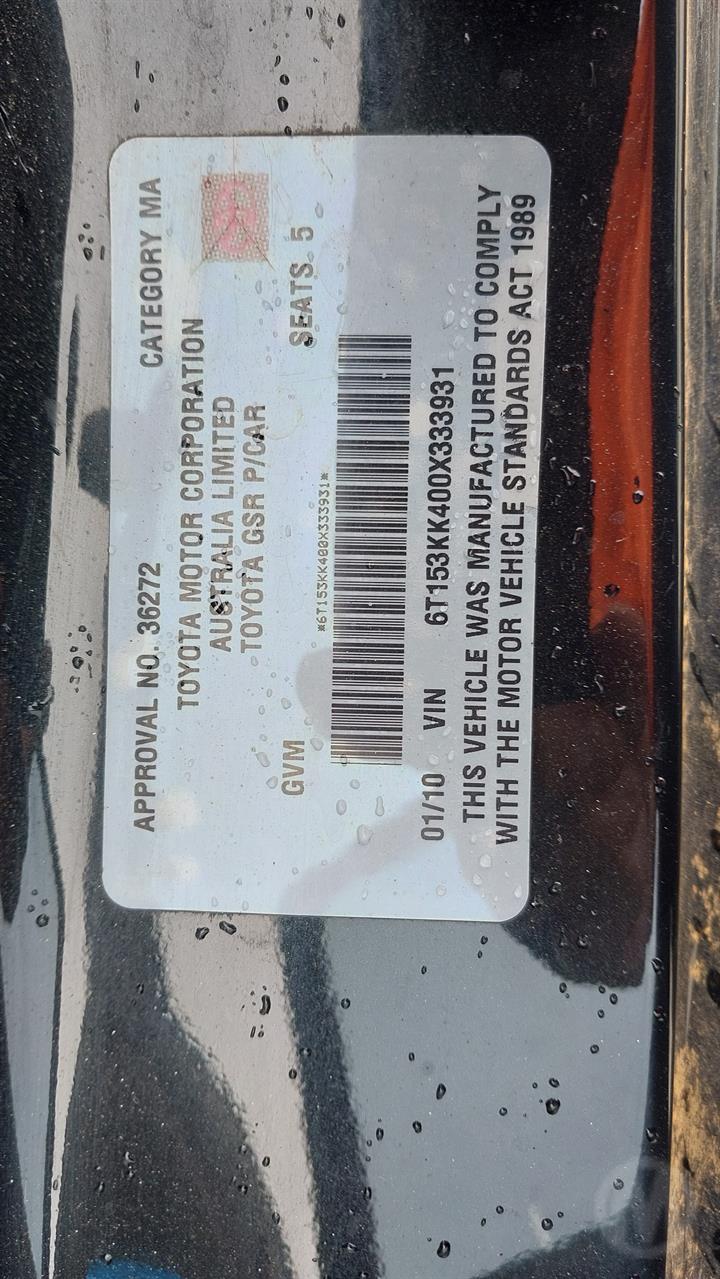 APPROVAL NO. 36272 CATEGORY MA
TOYOTA MOTOR CORPORATION
AUSTRALIA LIMITED
TOYOTA GSR P/CAR
GVM SEATS 5
*6T153KK400X333931*
01/10 VIN 6T153KK400X333931
THIS VEHICLE WAS MANUFACTURED TO COMPLY
WITH THE MOTOR VEHICLE STANDARDS ACT 1989